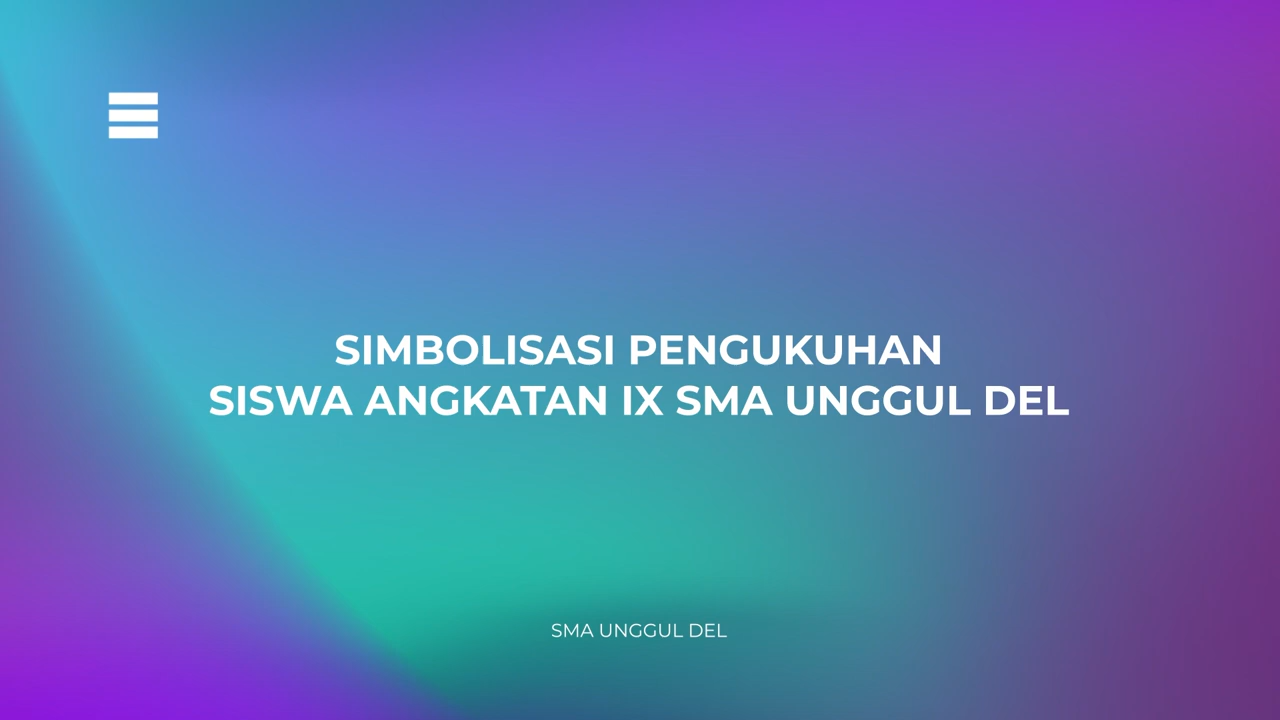 SIMBOLISASI PENGUKUHAN
SISWA ANGKATAN IX SMA UNGGUL DEL
SMA UNGGUL DEL